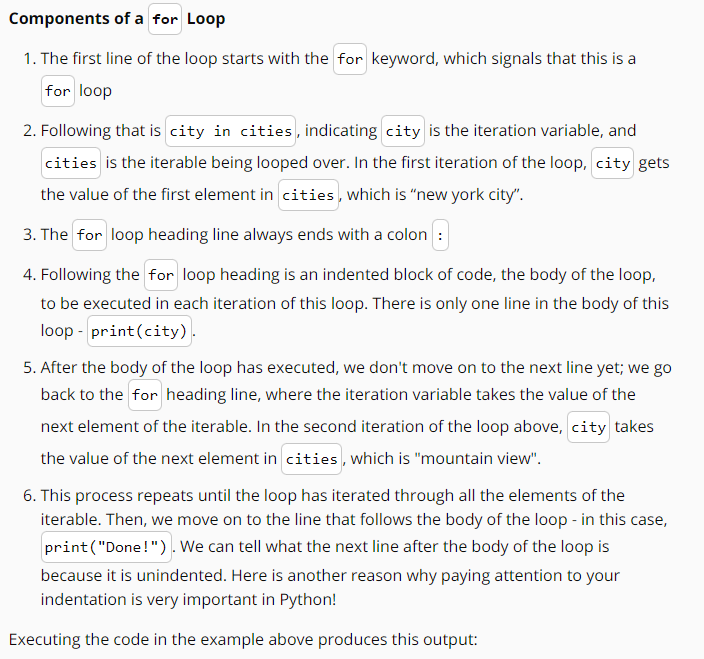 Components of a for Loop
1. The first line of the loop starts with the for keyword, which signals that this is a
for loop
2. Following that is city in cities, indicating city is the iteration variable, and
cities is the iterable being looped over. In the first iteration of the loop, city gets
the value of the first element in cities, which is “new york city”.
3. The for loop heading line always ends with a colon :
4. Following the for loop heading is an indented block of code, the body of the loop,
to be executed in each iteration of this loop. There is only one line in the body of this
loop - print(city).
5. After the body of the loop has executed, we don't move on to the next line yet; we go
back to the for heading line, where the iteration variable takes the value of the
next element of the iterable. In the second iteration of the loop above, city takes
the value of the next element in cities, which is "mountain view".
6. This process repeats until the loop has iterated through all the elements of the
iterable. Then, we move on to the line that follows the body of the loop - in this case,
print("Done!"). We can tell what the next line after the body of the loop is
because it is unindented. Here is another reason why paying attention to your
indentation is very important in Python!
Executing the code in the example above produces this output: